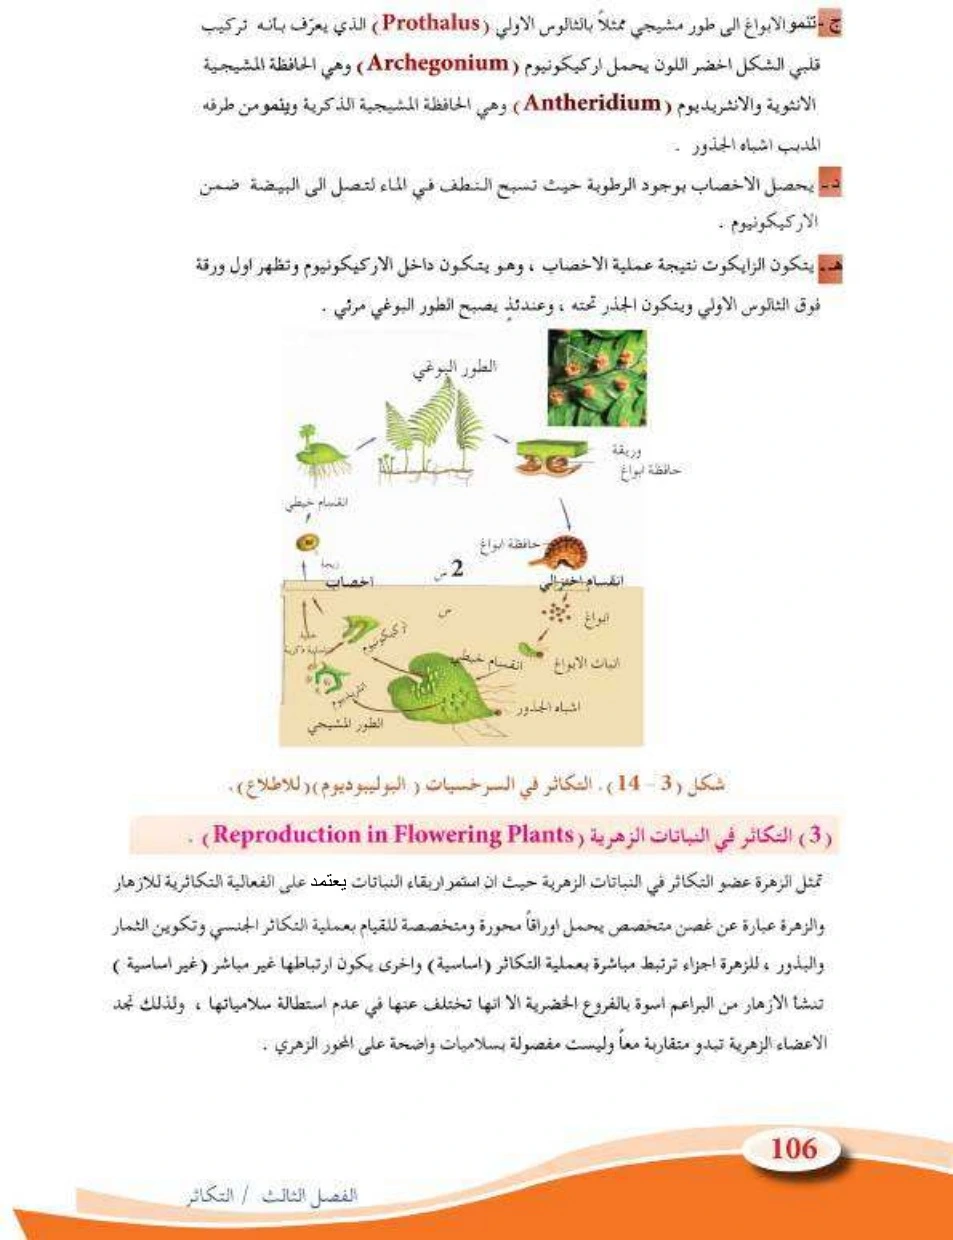 ج - تنمو الابواغ الى طور مشيجي ممثلاً بالثالوس الاولي ( Prothalus ) الذي يعرّف بانه تركيب
قلبي الشكل اخضر اللون يحمل اركيكونيوم ( Archegonium ) وهي الحافظة المشيجية
الانثوية والانثريديوم ( Antheridium ) وهي الحافظة المشيجية الذكرية وينمو من طرفه
المدبب اشباه الجذور .
د - يحصل الاخصاب بوجود الرطوبة حيث تسبح النطف في الماء لتصل الى البيضة ضمن
الاركيكونيوم .
هـ - يتكون الزايكوت نتيجة عملية الاخصاب ، وهو يتكون داخل الاركيكونيوم وتظهر اول ورقة
فوق الثالوس الاولي ويتكون الجذر تحته ، وعندئذٍ يصبح الطور البوغي مرئي .
الطور البوغي
وريقة
حافظة ابواغ
انقسام خيطي
حافظة ابواغ
2 س
اخصاب
انقسام اختزالي
س
ابواغ
اركيكونيوم
انقسام خيطي
انبات الابواغ
انثريديوم
اشباه الجذور
الطور المشيجي
شكل ( 3 – 14 ) . التكاثر في السرخسيات ( البوليبوديوم )( للاطلاع ) .
( 3 ) التكاثر في النباتات الزهرية ( Reproduction in Flowering Plants ) .
تمثل الزهرة عضو التكاثر في النباتات الزهرية حيث ان استمرار بقاء النباتات يعتمد على الفعالية التكاثرية للازهار
والزهرة عبارة عن غصن متخصص يحمل اوراقاً محورة ومتخصصة للقيام بعملية التكاثر الجنسي وتكوين الثمار
والبذور ، للزهرة اجزاء ترتبط مباشرة بعملية التكاثر ( اساسية ) واخرى يكون ارتباطها غير مباشر ( غير اساسية )
تنشأ الازهار من البراعم اسوة بالفروع الخضرية الا انها تختلف عنها في عدم استطالة سلامياتها ، ولذلك تجد
الاعضاء الزهرية تبدو متقاربة معاً وليست مفصولة بسلاميات واضحة على المحور الزهري .
106
الفصل الثالث / التكاثر